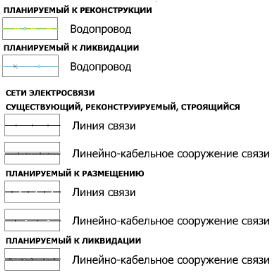 ПЛАНИРУЕМЫЙ К РЕКОНСТРУКЦИИ
Водопровод
ПЛАНИРУЕМЫЙ К ЛИКВИДАЦИИ
Водопровод
СЕТИ ЭЛЕКТРОСВЯЗИ
СУЩЕСТВУЮЩИЙ, РЕКОНСТРУИРУЕМЫЙ, СТРОЯЩИЙСЯ
Линия связи
Линейно-кабельное сооружение связи
ПЛАНИРУЕМЫЙ К РАЗМЕЩЕНИЮ
Линия связи
Линейно-кабельное сооружение связи
ПЛАНИРУЕМЫЙ К ЛИКВИДАЦИИ
Линейно-кабельное сооружение связи